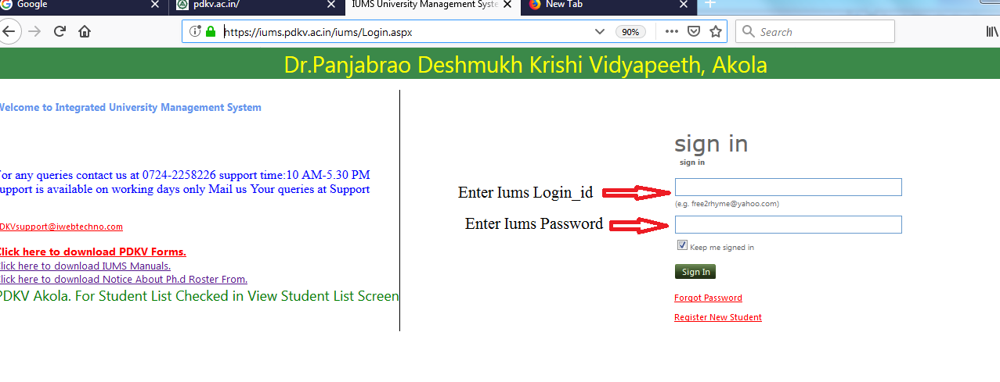 Google
pdkv.ac.in/
IUMS University Management Syste
New Tab
https://iums.pdkv.ac.in/iums/Login.aspx
90%
Search
Dr.Panjabrao Deshmukh Krishi Vidyapeeth, Akola
Welcome to Integrated University Management System
For any queries contact us at 0724-2258226 support time:10 AM-5.30 PM
support is available on working days only Mail us Your queries at Support
DKVsupport@iwebtechno.com
Click here to download PDKV Forms.
Click here to download IUMS Manuals.
Click here to download Notice About Ph.d Roster From.
PDKV Akola. For Student List Checked in View Student List Screen
sign in
sign in
Enter Iums Login_id
(e.g. free2rhyme@yahoo.com)
Enter Iums Password
Keep me signed in
Sign In
Forgot Password
Register New Student